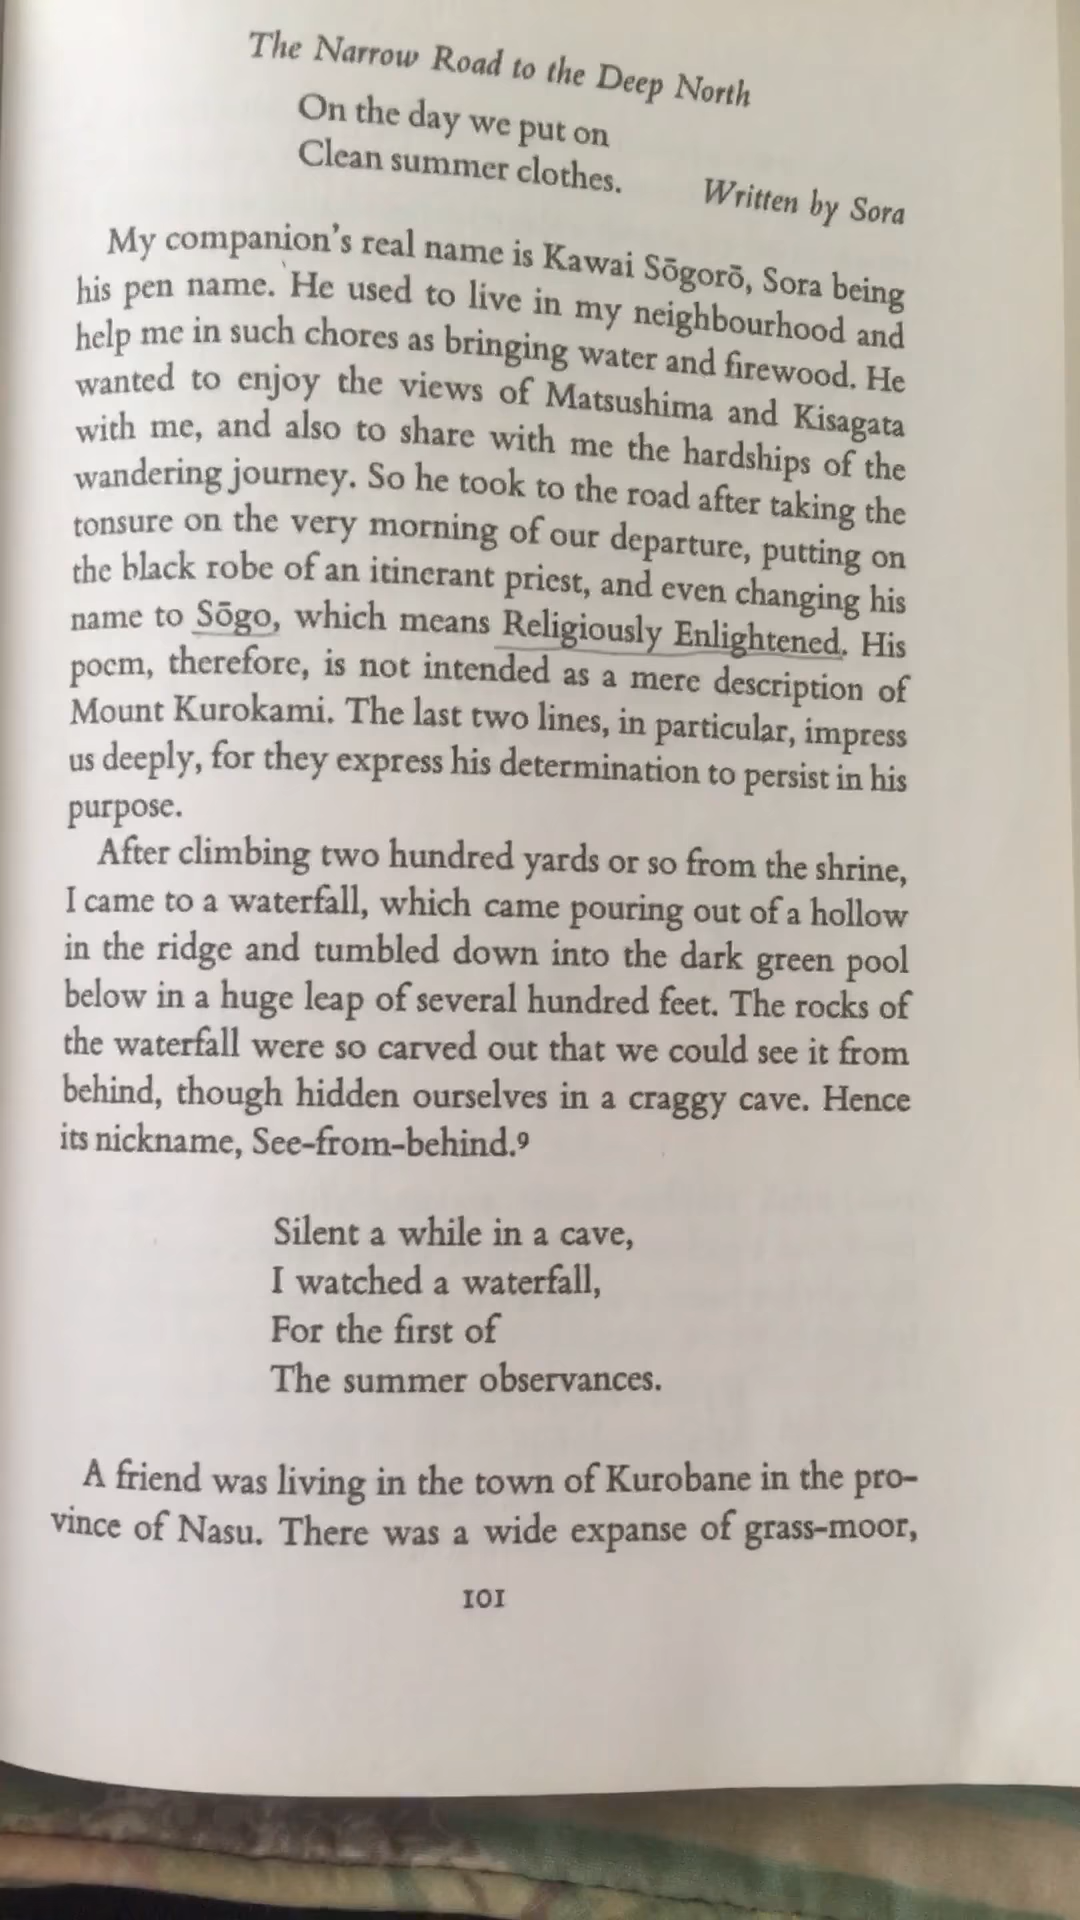 The Narrow Road to the Deep North
On the day we put on
Clean summer clothes.
Written by Sora
My companion's real name is Kawai Sōgorō, Sora being
his pen name. He used to live in my neighbourhood and
help me in such chores as bringing water and firewood. He
wanted to enjoy the views of Matsushima and Kisagata
with me, and also to share with me the hardships of the
wandering journey. So he took to the road after taking the
tonsure on the very morning of our departure, putting on
the black robe of an itinerant priest, and even changing his
name to Sōgo, which means Religiously Enlightened. His
poem, therefore, is not intended as a mere description of
Mount Kurokami. The last two lines, in particular, impress
us deeply, for they express his determination to persist in his
purpose.
After climbing two hundred yards or so from the shrine,
I came to a waterfall, which came pouring out of a hollow
in the ridge and tumbled down into the dark green pool
below in a huge leap of several hundred feet. The rocks of
the waterfall were so carved out that we could see it from
behind, though hidden ourselves in a craggy cave. Hence
its nickname, See-from-behind.⁹
Silent a while in a cave,
I watched a waterfall,
For the first of
The summer observances.
A friend was living in the town of Kurobane in the pro-
vince of Nasu. There was a wide expanse of grass-moor,
101